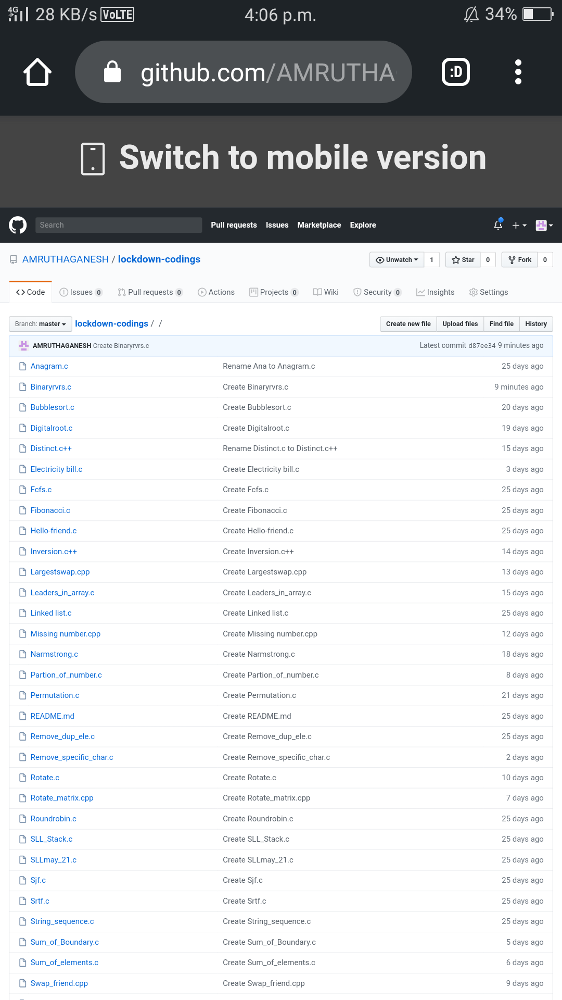 4G 28 KB/s VoLTE 4:06 p.m. 34%
github.com/AMRUTHA :D
Switch to mobile version
Search Pull requests Issues Marketplace Explore
AMRUTHAGANESH / lockdown-codings Unwatch 1 Star 0 Fork 0
Code Issues 0 Pull requests 0 Actions Projects 0 Wiki Security 0 Insights Settings
Branch: master lockdown-codings / / Create new file Upload files Find file History
AMRUTHAGANESH Create Binaryrvrs.c Latest commit d87ee34 9 minutes ago
Anagram.c Rename Ana to Anagram.c 25 days ago
Binaryrvrs.c Create Binaryrvrs.c 9 minutes ago
Bubblesort.c Create Bubblesort.c 20 days ago
Digitalroot.c Create Digitalroot.c 19 days ago
Distinct.c++ Rename Distinct.c to Distinct.c++ 15 days ago
Electricity bill.c Create Electricity bill.c 3 days ago
Fcfs.c Create Fcfs.c 25 days ago
Fibonacci.c Create Fibonacci.c 25 days ago
Hello-friend.c Create Hello-friend.c 25 days ago
Inversion.c++ Create Inversion.c++ 14 days ago
Largestswap.cpp Create Largestswap.cpp 13 days ago
Leaders_in_array.c Create Leaders_in_array.c 15 days ago
Linked list.c Create Linked list.c 25 days ago
Missing number.cpp Create Missing number.cpp 12 days ago
Narmstrong.c Create Narmstrong.c 18 days ago
Partion_of_number.c Create Partion_of_number.c 8 days ago
Permutation.c Create Permutation.c 21 days ago
README.md Create README.md 25 days ago
Remove_dup_ele.c Create Remove_dup_ele.c 25 days ago
Remove_specific_char.c Create Remove_specific_char.c 2 days ago
Rotate.c Create Rotate.c 10 days ago
Rotate_matrix.cpp Create Rotate_matrix.cpp 7 days ago
Roundrobin.c Create Roundrobin.c 25 days ago
SLL_Stack.c Create SLL_Stack.c 25 days ago
SLLmay_21.c Create SLLmay_21.c 25 days ago
Sjf.c Create Sjf.c 25 days ago
Srtf.c Create Srtf.c 25 days ago
String_sequence.c Create String_sequence.c 25 days ago
Sum_of_Boundary.c Create Sum_of_Boundary.c 5 days ago
Sum_of_elements.c Create Sum_of_elements.c 6 days ago
Swap_friend.cpp Create Swap_friend.cpp 9 days ago